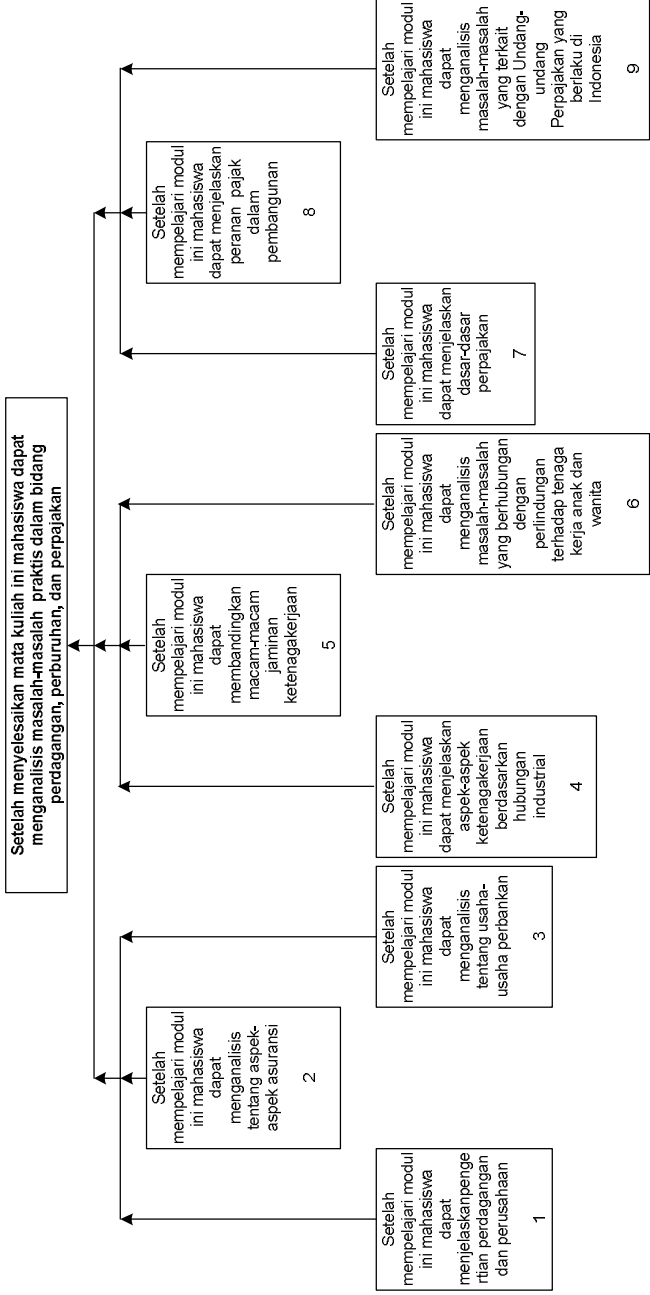 Setelah menyelesaikan mata kuliah ini mahasiswa dapat
menganalisis masalah-masalah praktis dalam bidang
perdagangan, perburuhan, dan perpajakan
Setelah
mempelajari modul
ini mahasiswa
dapat
menganalisis
tentang aspek-
aspek asuransi
2
Setelah
mempelajari modul
ini mahasiswa
dapat
membandingkan
macam-macam
jaminan
ketenagakerjaan
5
Setelah
mempelajari modul
ini mahasiswa
dapat menjelaskan
peranan pajak
dalam
pembangunan
8
Setelah
mempelajari modul
ini mahasiswa
dapat
menjelaskanpenge
rtian perdagangan
dan perusahaan
1
Setelah
mempelajari modul
ini mahasiswa
dapat
menganalisis
tentang usaha-
usaha perbankan
3
Setelah
mempelajari modul
ini mahasiswa
dapat menjelaskan
aspek-aspek
ketenagakerjaan
berdasarkan
hubungan
industrial
4
Setelah
mempelajari modul
ini mahasiswa
dapat
menganalisis
masalah-masalah
yang berhubungan
dengan
perlindungan
terhadap tenaga
kerja anak dan
wanita
6
Setelah
mempelajari modul
ini mahasiswa
dapat menjelaskan
dasar-dasar
perpajakan
7
Setelah
mempelajari modul
ini mahasiswa
dapat
menganalisis
masalah-masalah
yang terkait
dengan Undang-
undang
Perpajakan yang
berlaku di
Indonesia
9